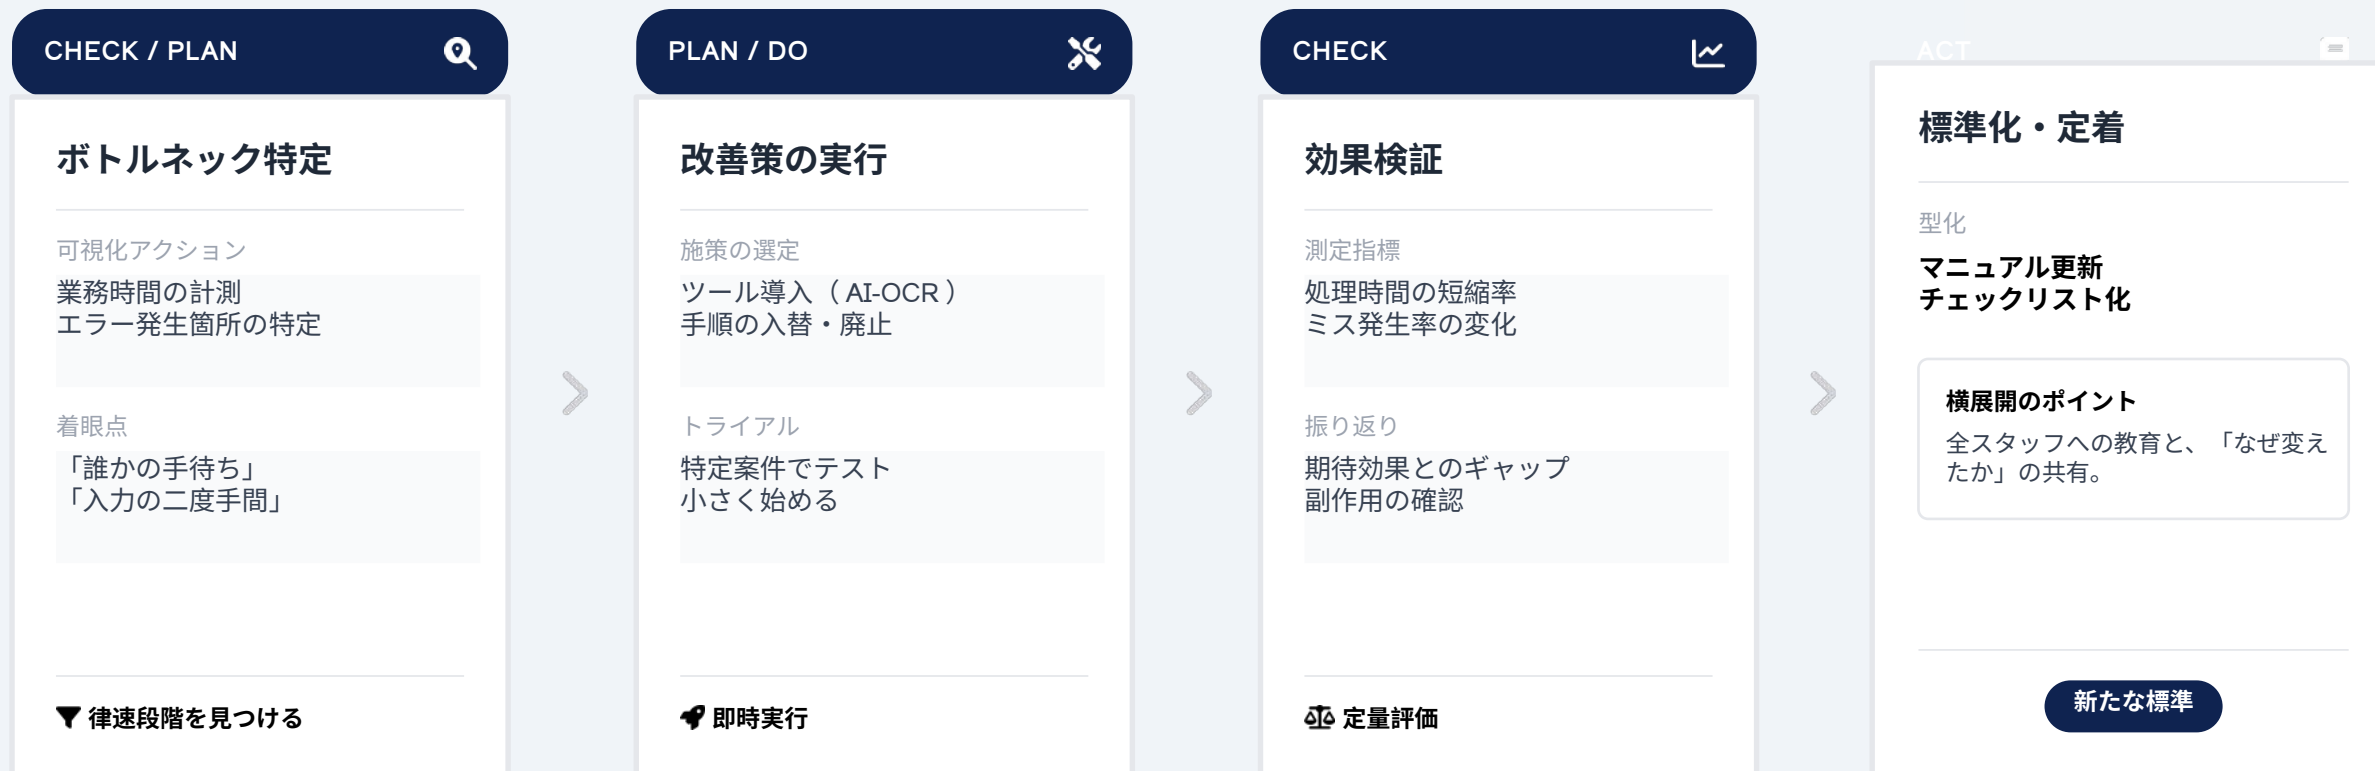 CHECK / PLAN
ボトルネック特定
可視化アクション
業務時間の計測
エラー発生箇所の特定
着眼点
「誰かの手待ち」
「入力の二度手間」
律速段階を見つける
PLAN / DO
改善策の実行
施策の選定
ツール導入（ AI-OCR ）
手順の入替・廃止
トライアル
特定案件でテスト
小さく始める
即時実行
CHECK
効果検証
測定指標
処理時間の短縮率
ミス発生率の変化
振り返り
期待効果とのギャップ
副作用の確認
定量評価
ACT
標準化・定着
型化
マニュアル更新
チェックリスト化
横展開のポイント
全スタッフへの教育と、「なぜ変え
たか」の共有。
新たな標準